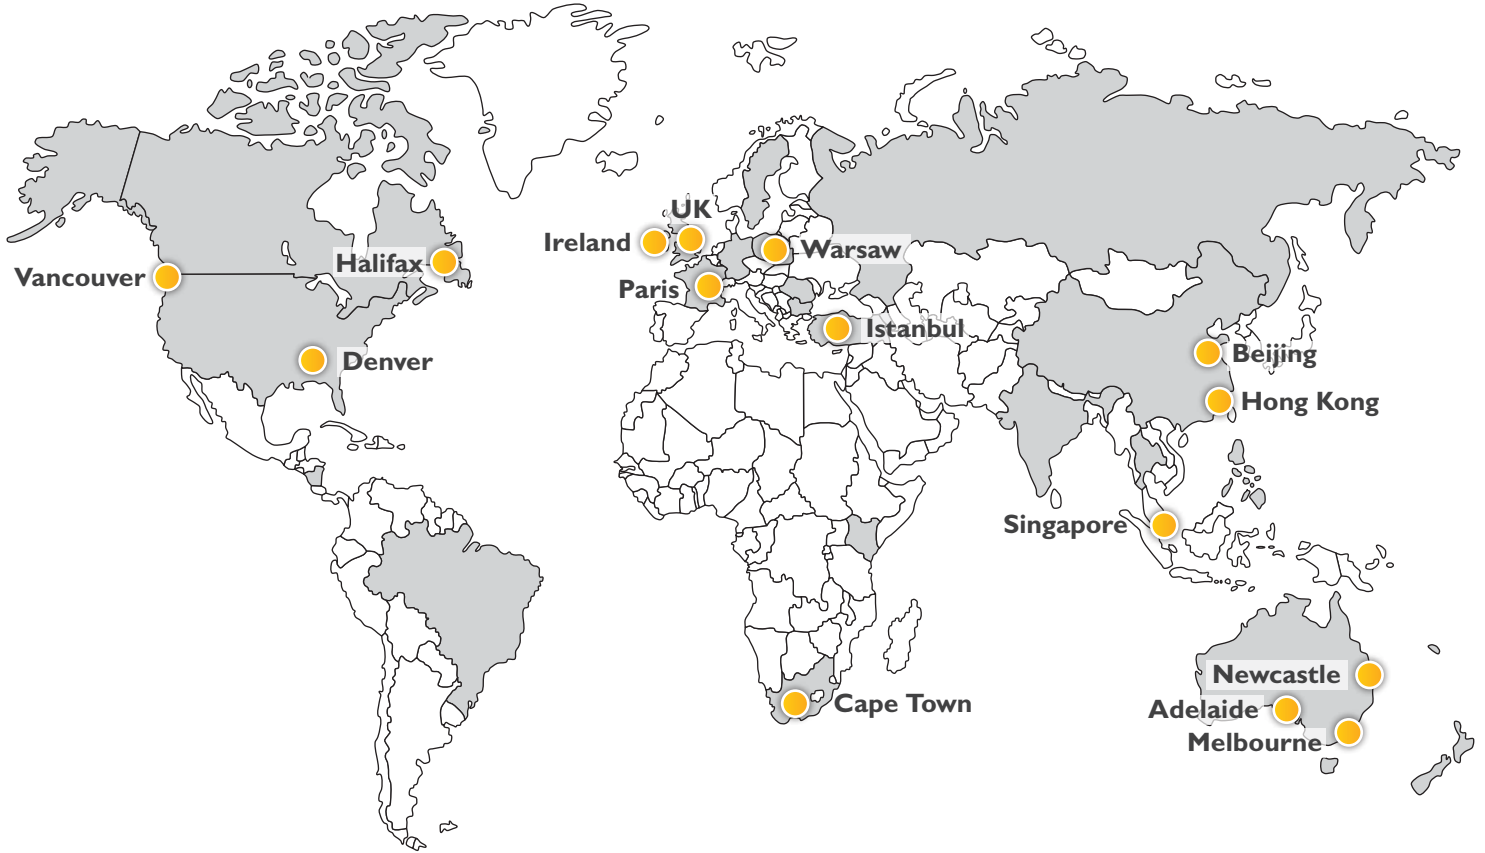 UK
Ireland
Warsaw
Halifax
Vancouver
Paris
Istanbul
Denver
Beijing
Hong Kong
Singapore
Newcastle
Cape Town
Adelaide
Melbourne